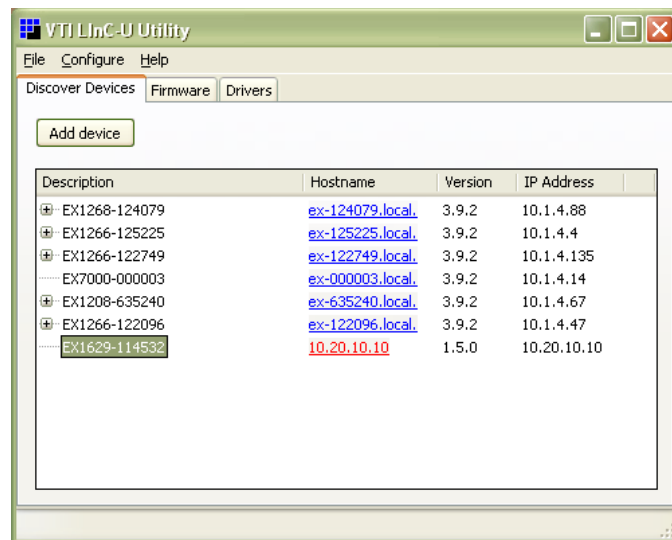 VTI LInC-U Utility
File Configure Help
Discover Devices Firmware Drivers
Add device
Description Hostname Version IP Address
EX1268-124079 ex-124079.local. 3.9.2 10.1.4.88
EX1266-125225 ex-125225.local. 3.9.2 10.1.4.4
EX1266-122749 ex-122749.local. 3.9.2 10.1.4.135
EX7000-000003 ex-000003.local. 3.9.2 10.1.4.14
EX1208-635240 ex-635240.local. 3.9.2 10.1.4.67
EX1266-122096 ex-122096.local. 3.9.2 10.1.4.47
EX1629-114532 10.20.10.10 1.5.0 10.20.10.10